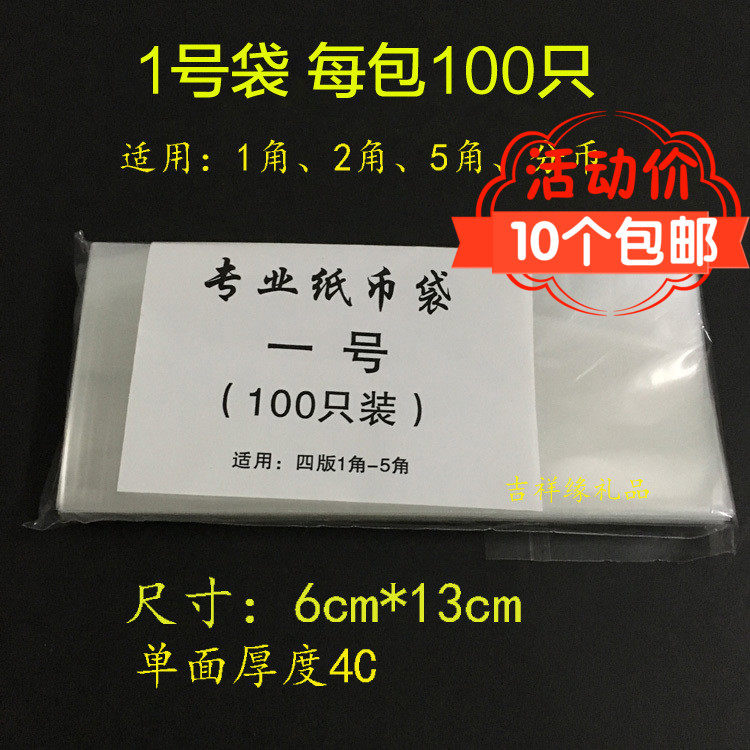 1号袋 每包100只
适用：1角、2角、5角、分币
活动价
10个包邮
专业纸币袋
一号
（100只装）
适用：四版1角-5角
吉祥缘礼品
尺寸：6cm*13cm
单面厚度4C